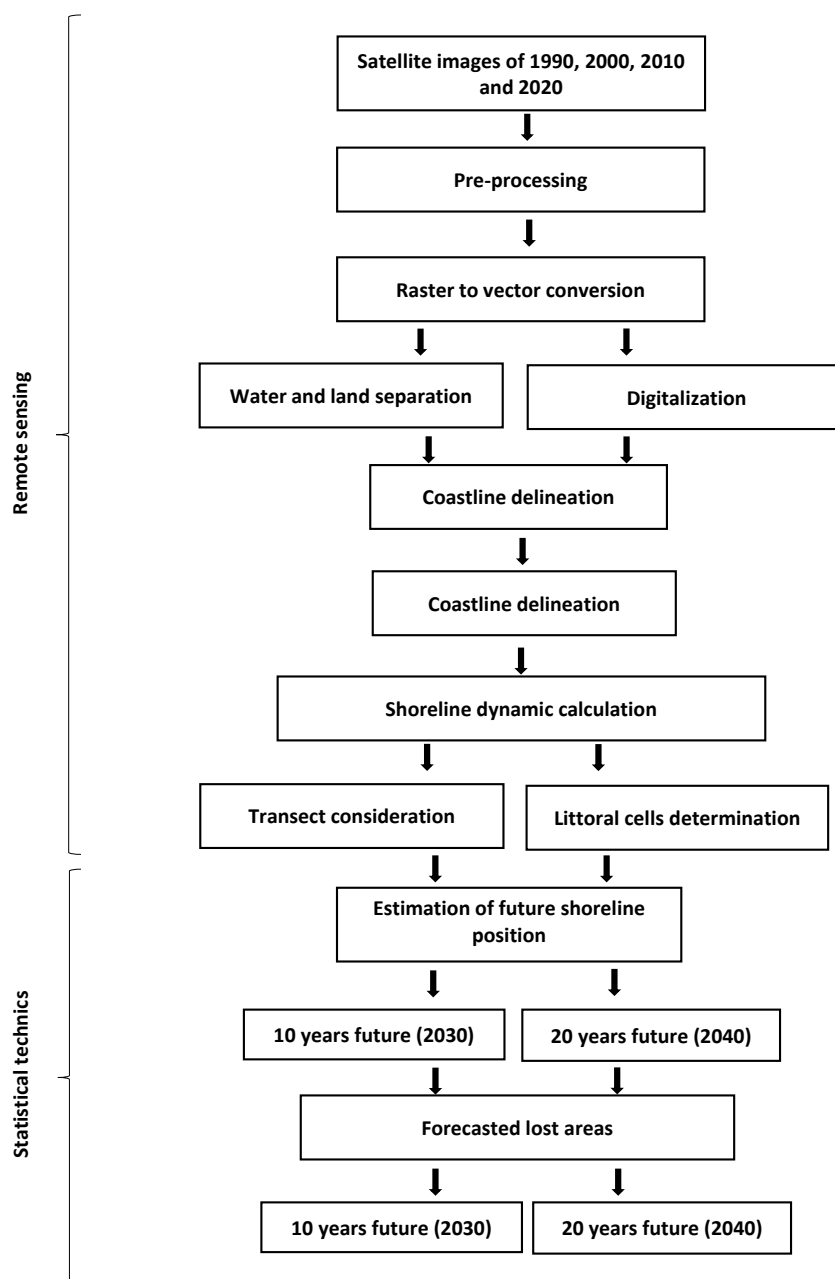 Satellite images of 1990, 2000, 2010
and 2020
Pre-processing
Raster to vector conversion
Water and land separation
Digitalization
Coastline delineation
Coastline delineation
Shoreline dynamic calculation
Transect consideration
Littoral cells determination
Remote sensing
Estimation of future shoreline
position
10 years future (2030)
20 years future (2040)
Forecasted lost areas
10 years future (2030)
20 years future (2040)
Statistical technics